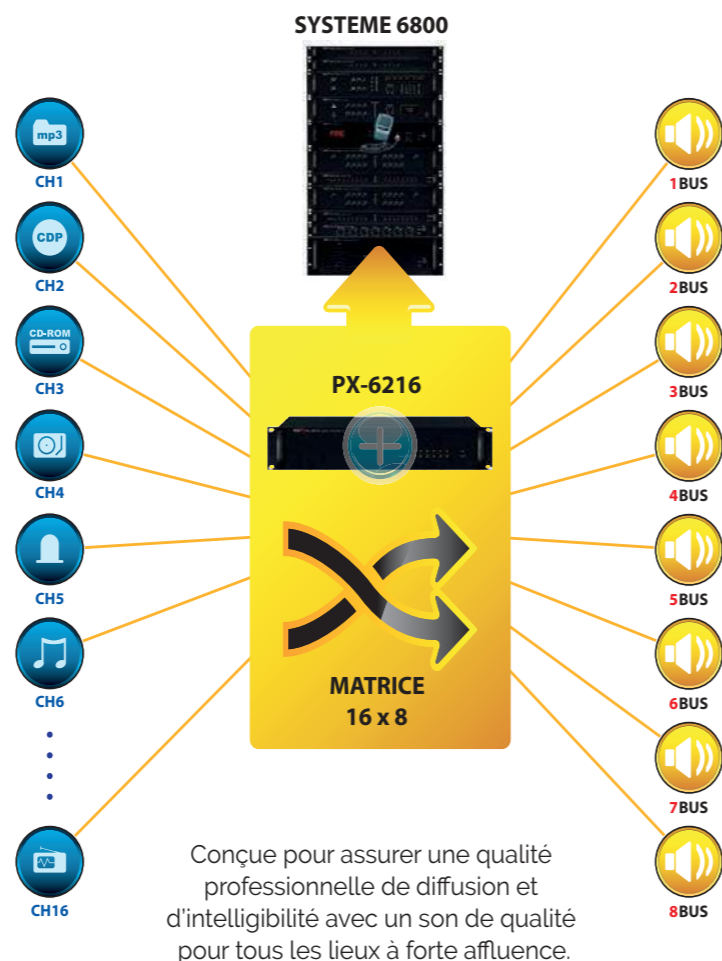 SYSTEME 6800
mp3
CH1
CDP
CH2
CD-ROM
CH3
CH4
CH5
CH6
CH16
PX-6216
MATRICE
16 x 8
1BUS
2BUS
3BUS
4BUS
5BUS
6BUS
7BUS
8BUS
Conçue pour assurer une qualité
professionnelle de diffusion et
d'intelligibilité avec un son de qualité
pour tous les lieux à forte affluence.